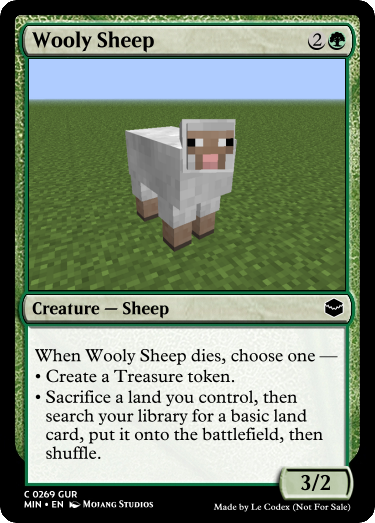 Wooly Sheep 2
Creature — Sheep
When Wooly Sheep dies, choose one —
• Create a Treasure token.
• Sacrifice a land you control, then
search your library for a basic land
card, put it onto the battlefield, then
shuffle.
3/2
C 0269 GUR
MIN • EN Mojang Studios
Made by Le Codex (Not For Sale)